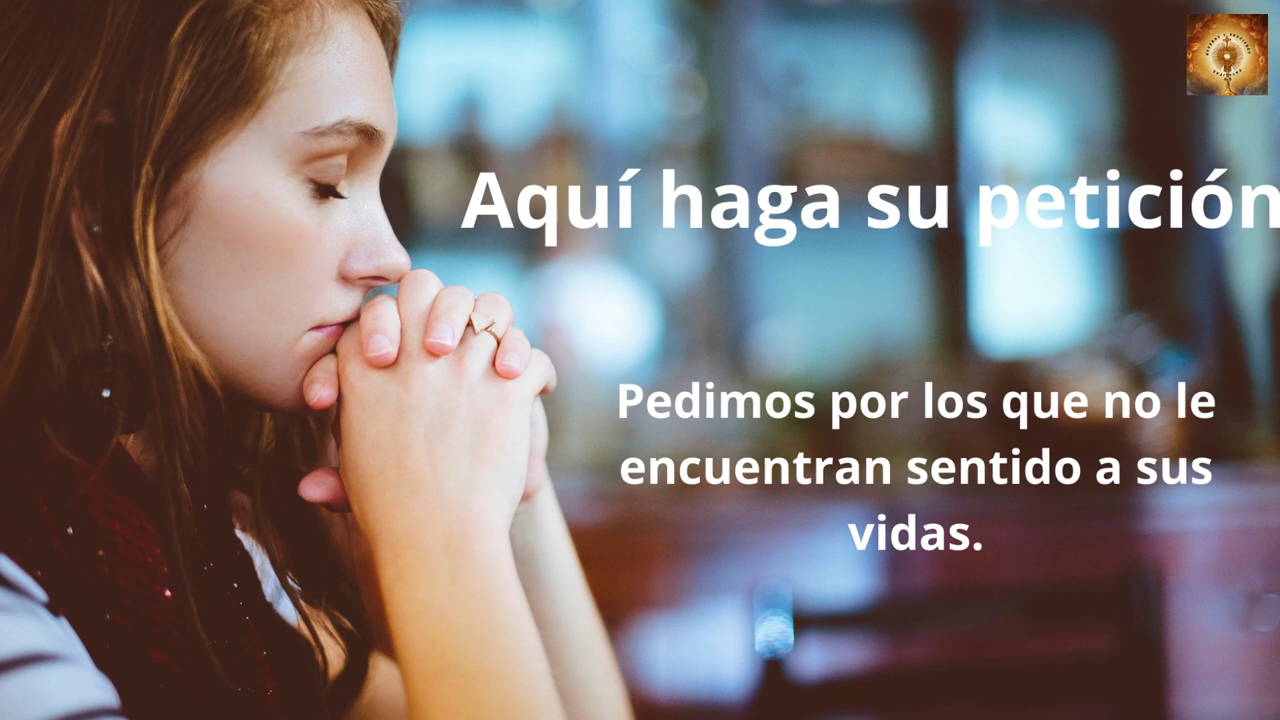 Aquí haga su petición
Pedimos por los que no le
encuentran sentido a sus
vidas.